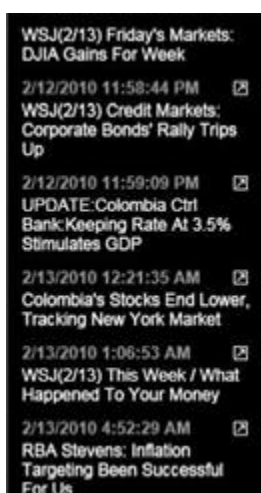 WSJ(2/13) Friday's Markets:
DJIA Gains For Week
2/12/2010 11:58:44 PM
WSJ(2/13) Credit Markets:
Corporate Bonds' Rally Trips
Up
2/12/2010 11:59:09 PM
UPDATE:Colombia Ctrl
Bank:Keeping Rate At 3.5%
Stimulates GDP
2/13/2010 12:21:35 AM
Colombia's Stocks End Lower,
Tracking New York Market
2/13/2010 1:06:53 AM
WSJ(2/13) This Week / What
Happened To Your Money
2/13/2010 4:52:29 AM
RBA Stevens: Inflation
Targeting Been Successful
For Us